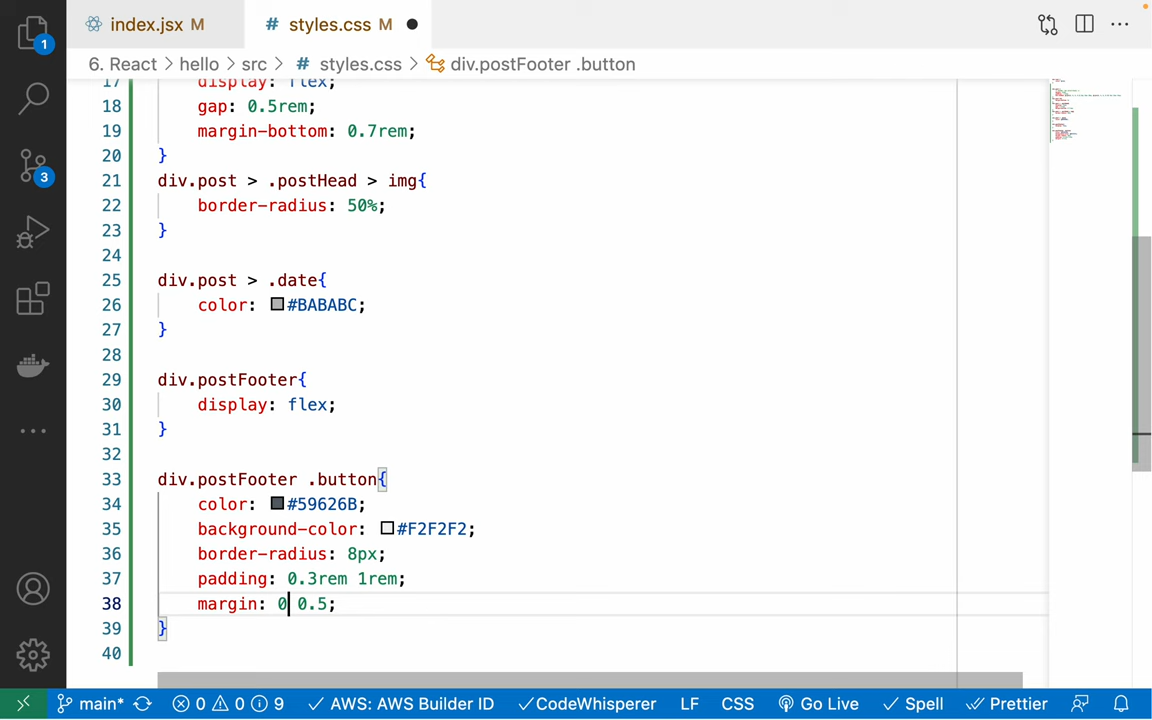 index.jsx M
# styles.css M
6. React > hello > src > # styles.css > div.postFooter .button
17 display: flex;
18 gap: 0.5rem;
19 margin-bottom: 0.7rem;
20 }
21 div.post > .postHead > img{
22 border-radius: 50%;
23 }
24
25 div.post > .date{
26 color: #BABABC;
27 }
28
29 div.postFooter{
30 display: flex;
31 }
32
33 div.postFooter .button{
34 color: #59626B;
35 background-color: #F2F2F2;
36 border-radius: 8px;
37 padding: 0.3rem 1rem;
38 margin: 0 0.5;
39 }
40
1
3
main* 0 0 9 AWS: AWS Builder ID CodeWhisperer LF CSS Go Live Spell Prettier